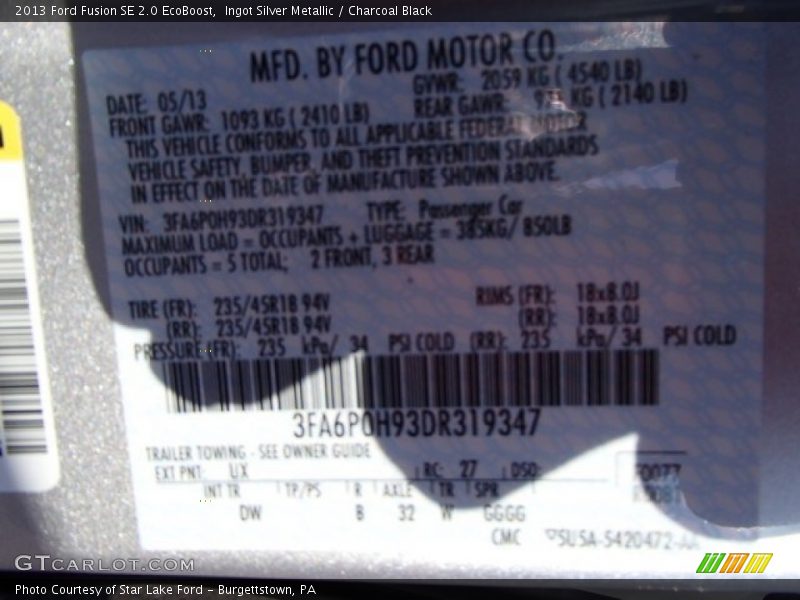 2013 Ford Fusion SE 2.0 EcoBoost,  Ingot Silver Metallic / Charcoal Black
MFD. BY FORD MOTOR CO.
DATE: 05/13
GVWR: 2059 KG ( 4540 LB)
FRONT GAWR: 1093 KG ( 2410 LB)
REAR GAWR: KG ( 2140 LB)
THIS VEHICLE CONFORMS TO ALL APPLICABLE FEDERAL MOTOR
VEHICLE SAFETY, BUMPER, AND THEFT PREVENTION STANDARDS
IN EFFECT ON THE DATE OF MANUFACTURE SHOWN ABOVE.
VIN: 3FA6P0H93DR319347 TYPE: Passenger Car
MAXIMUM LOAD = OCCUPANTS + LUGGAGE = 385KG/ 850LB
OCCUPANTS = 5 TOTAL; 2 FRONT, 3 REAR
TIRE (FR): 235/45R18 94V RIMS (FR): 18x8.0J
(RR): 235/45R18 94V (RR): 18x8.0J
PRESSURE (FR): 235 kPa/ 34 PSI COLD (RR): 235 kPa/ 34 PSI COLD
3FA6P0H93DR319347
TRAILER TOWING - SEE OWNER GUIDE
EXT PNT: UX RC: 27 DSO:
INT TR TP/PS R AXLE TR SPR
DW B 32 W GGGG
CMC
GTCARLOT.COM
Photo Courtesy of Star Lake Ford - Burgettstown, PA